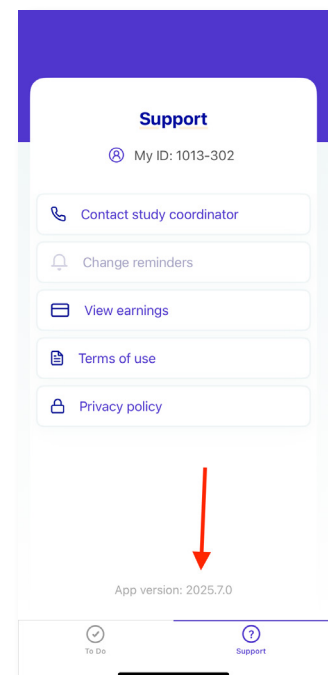 Support
My ID: 1013-302
Contact study coordinator
Change reminders
View earnings
Terms of use
Privacy policy
App version: 2025.7.0
To Do
Support